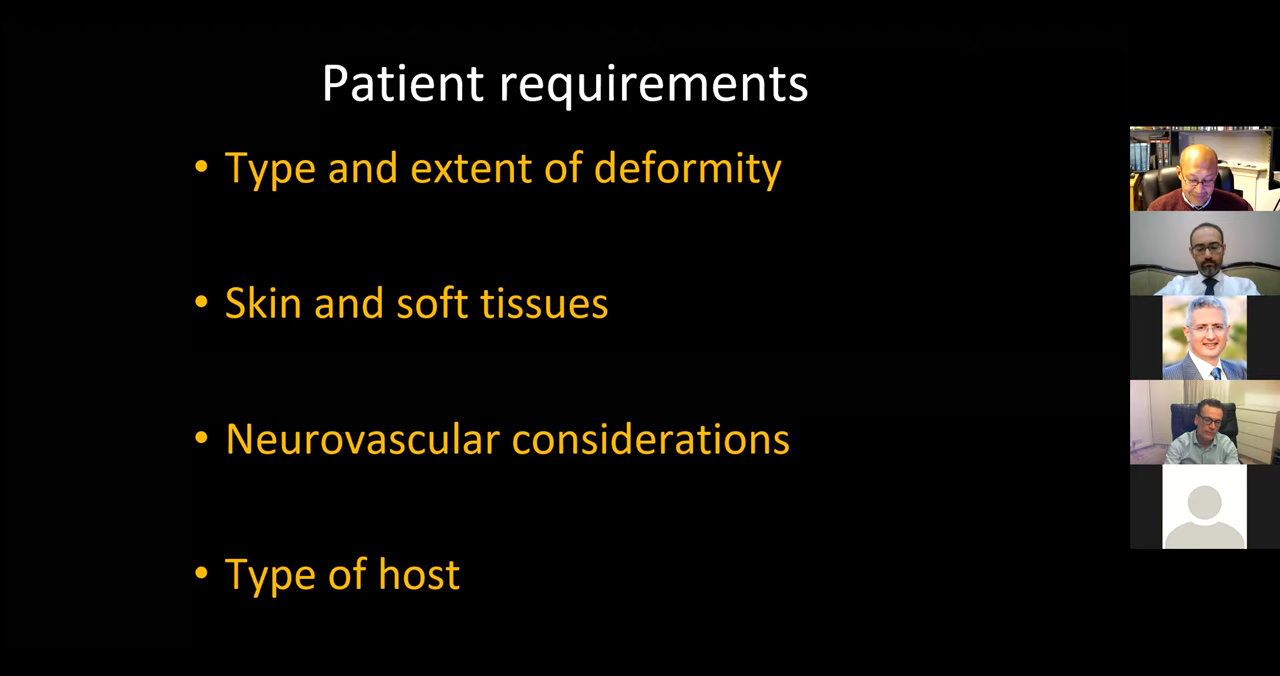 Patient requirements
• Type and extent of deformity
• Skin and soft tissues
• Neurovascular considerations
• Type of host